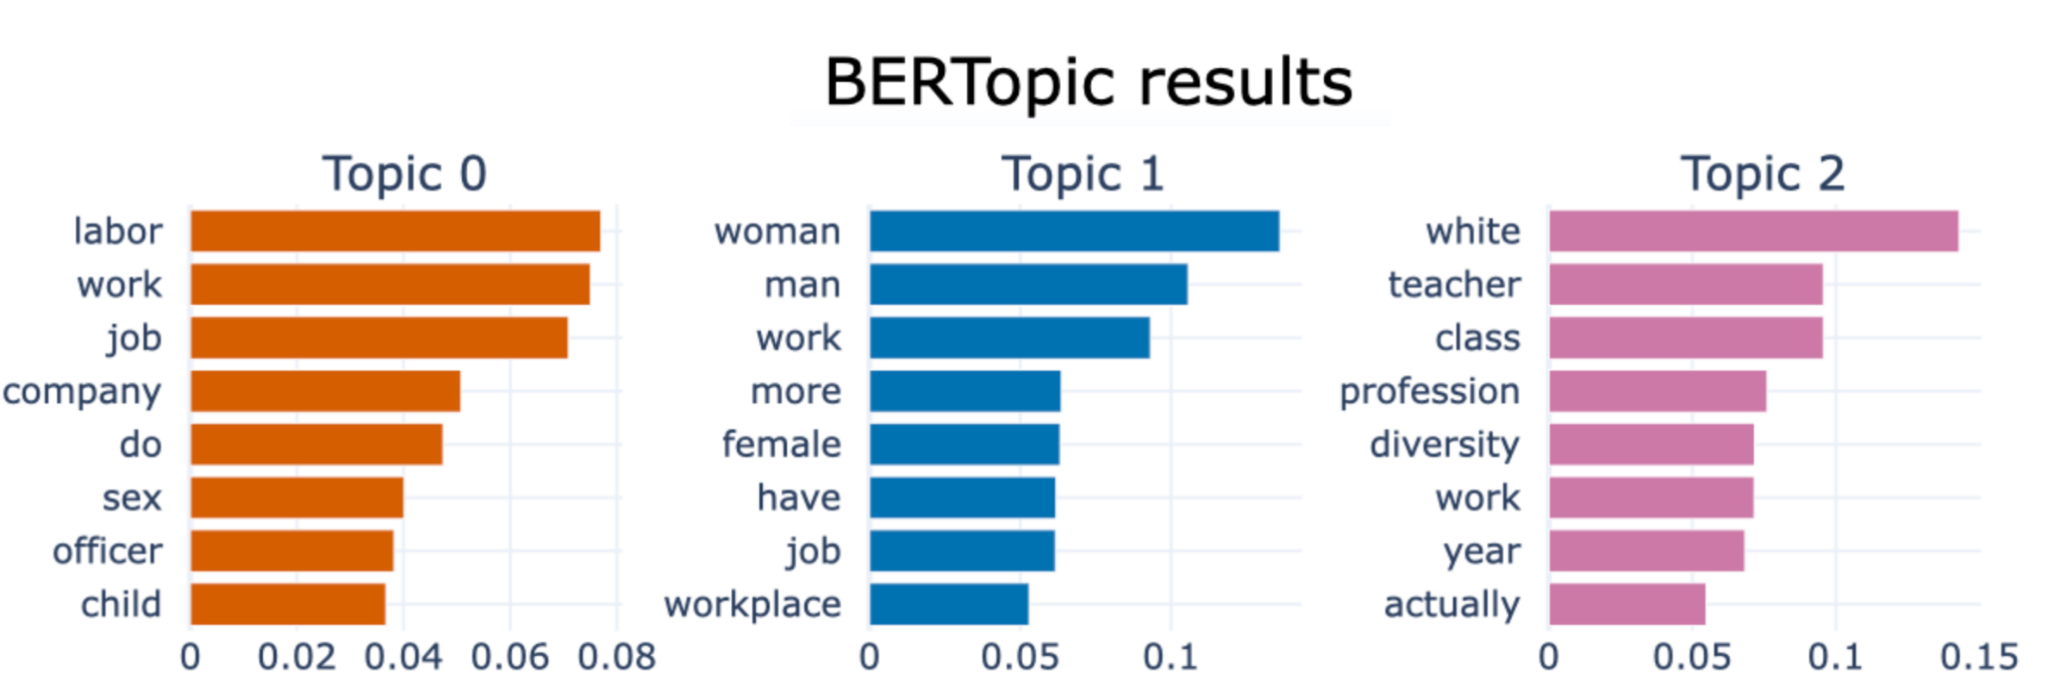 BERTopic results
Topic 0
labor
work
job
company
do
sex
officer
child
0 0.02 0.04 0.06 0.08
Topic 1
woman
man
work
more
female
have
job
workplace
0 0.05 0.1
Topic 2
white
teacher
class
profession
diversity
work
year
actually
0 0.05 0.1 0.15